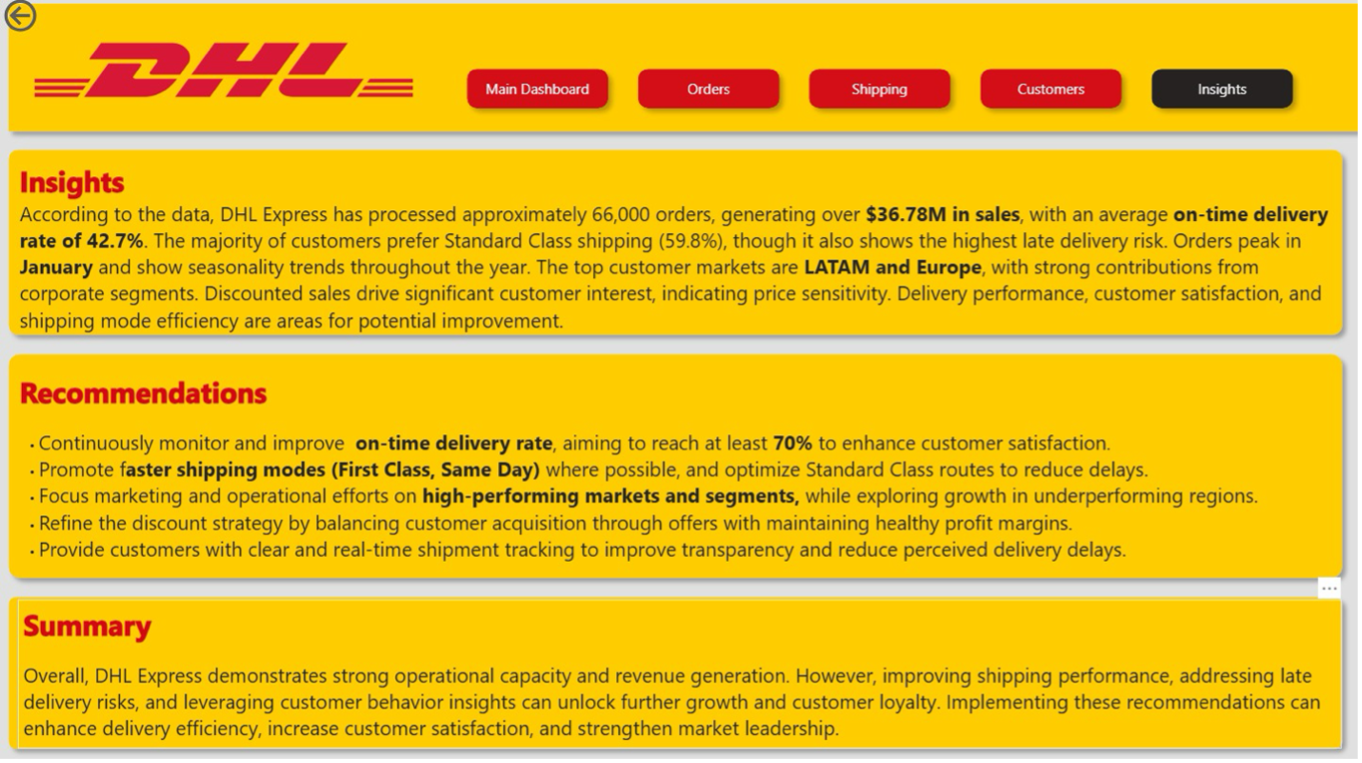 DHL
Main Dashboard
Orders
Shipping
Customers
Insights
Insights
According to the data, DHL Express has processed approximately 66,000 orders, generating over $36.78M in sales, with an average on-time delivery
rate of 42.7%. The majority of customers prefer Standard Class shipping (59.8%), though it also shows the highest late delivery risk. Orders peak in
January and show seasonality trends throughout the year. The top customer markets are LATAM and Europe, with strong contributions from
corporate segments. Discounted sales drive significant customer interest, indicating price sensitivity. Delivery performance, customer satisfaction, and
shipping mode efficiency are areas for potential improvement.
Recommendations
• Continuously monitor and improve  on-time delivery rate, aiming to reach at least 70% to enhance customer satisfaction.
• Promote faster shipping modes (First Class, Same Day) where possible, and optimize Standard Class routes to reduce delays.
• Focus marketing and operational efforts on high-performing markets and segments, while exploring growth in underperforming regions.
• Refine the discount strategy by balancing customer acquisition through offers with maintaining healthy profit margins.
• Provide customers with clear and real-time shipment tracking to improve transparency and reduce perceived delivery delays.
Summary
Overall, DHL Express demonstrates strong operational capacity and revenue generation. However, improving shipping performance, addressing late
delivery risks, and leveraging customer behavior insights can unlock further growth and customer loyalty. Implementing these recommendations can
enhance delivery efficiency, increase customer satisfaction, and strengthen market leadership.